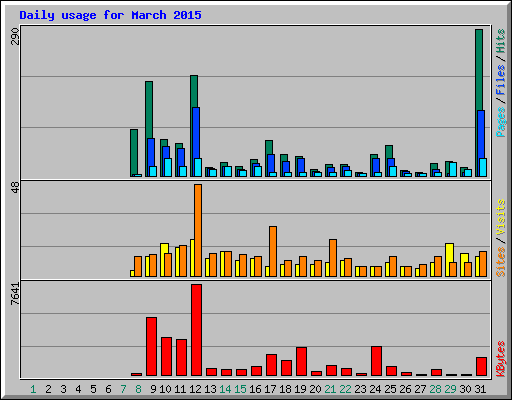 Daily usage for March 2015
290
Pages/Files/Hits
48
Sites/Visits
7641
KBytes
1 2 3 4 5 6 7 8 9 10 11 12 13 14 15 16 17 18 19 20 21 22 23 24 25 26 27 28 29 30 31